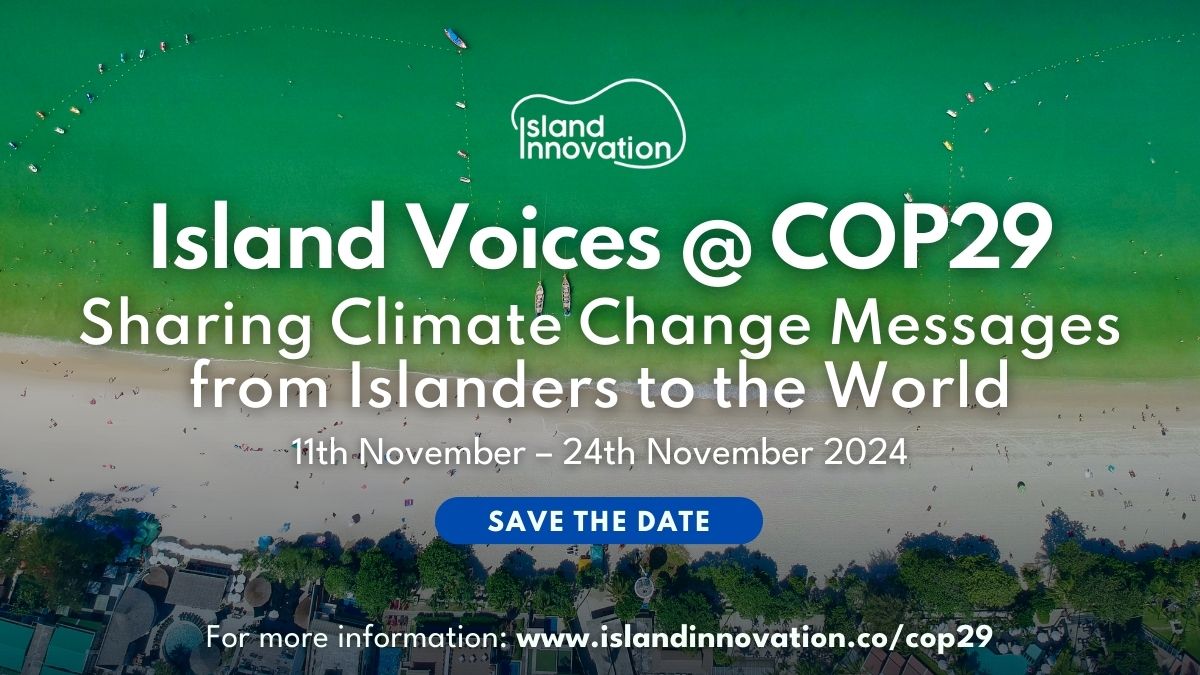 Island
Innovation
Island Voices @ COP29
Sharing Climate Change Messages
from Islanders to the World
11th November – 24th November 2024
SAVE THE DATE
For more information: www.islandinnovation.co/cop29